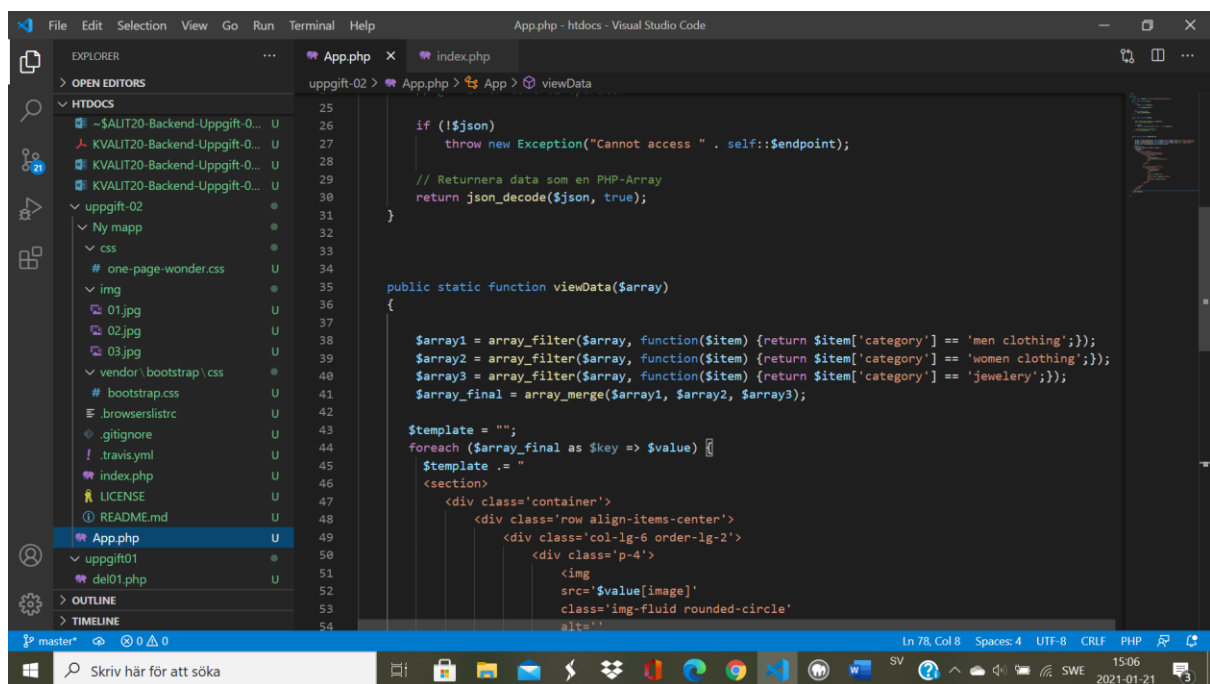 File Edit Selection View Go Run Terminal Help
App.php - htdocs - Visual Studio Code
EXPLORER
App.php
index.php
OPEN EDITORS
uppgift-02 > App.php > App > viewData
HTDOCS
~$ALIT20-Backend-Uppgift-0... U
KVALIT20-Backend-Uppgift-0... U
KVALIT20-Backend-Uppgift-0... U
KVALIT20-Backend-Uppgift-0... U
uppgift-02
Ny mapp
css
# one-page-wonder.css U
img
01.jpg U
02.jpg U
03.jpg U
vendor\bootstrap\css
# bootstrap.css U
.browserslistrc U
.gitignore U
! .travis.yml U
index.php U
LICENSE U
README.md U
App.php U
uppgift01
del01.php U
OUTLINE
TIMELINE
21
25
26 if (!$json)
27 throw new Exception("Cannot access " . self::$endpoint);
28
29 // Returnera data som en PHP-Array
30 return json_decode($json, true);
31 }
32
33
34
35 public static function viewData($array)
36 {
37
38 $array1 = array_filter($array, function($item) {return $item['category'] == 'men clothing';});
39 $array2 = array_filter($array, function($item) {return $item['category'] == 'women clothing';});
40 $array3 = array_filter($array, function($item) {return $item['category'] == 'jewelery';});
41 $array_final = array_merge($array1, $array2, $array3);
42
43 $template = "";
44 foreach ($array_final as $key => $value) {
45 $template .= "
46 <section>
47 <div class='container'>
48 <div class='row align-items-center'>
49 <div class='col-lg-6 order-lg-2'>
50 <div class='p-4'>
51 <img
52 src='$value[image]'
53 class='img-fluid rounded-circle'
54 alt=''
master* 0 0
Ln 78, Col 8 Spaces: 4 UTF-8 CRLF PHP
Skriv här för att söka
SV
SWE
15:06
2021-01-21
3